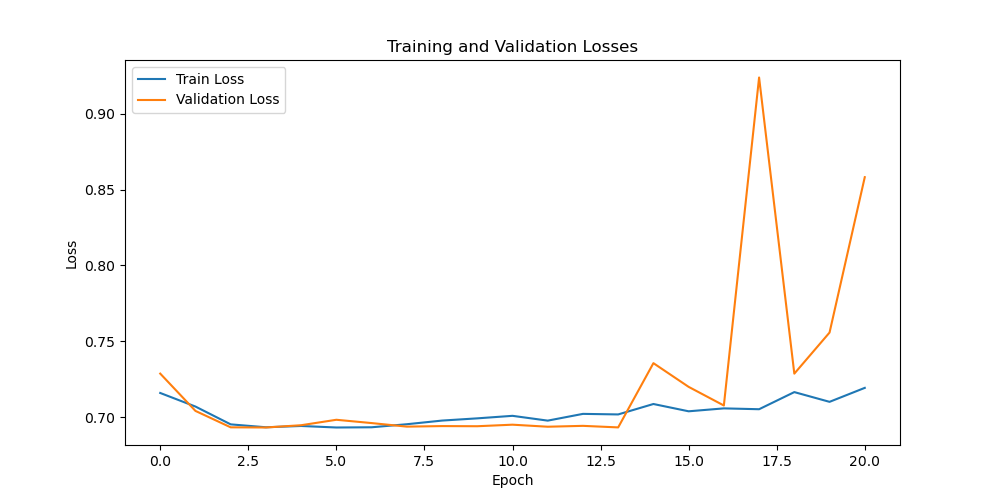 Training and Validation Losses
Train Loss
Validation Loss
0.90
0.85
0.80
0.75
0.70
Loss
0.0
2.5
5.0
7.5
10.0
12.5
15.0
17.5
20.0
Epoch